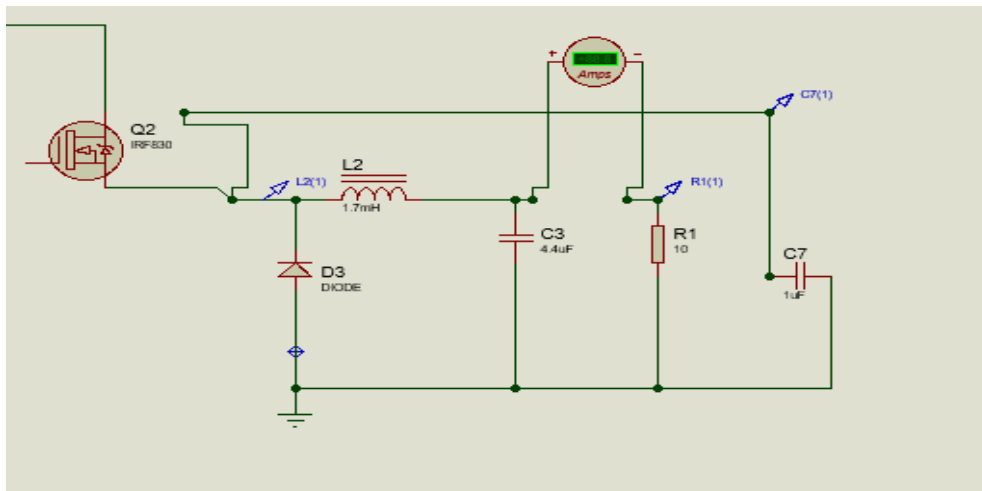 +
-
Amps
C7(1)
Q2
IRF830
L2
L2(1)
1.7mH
R1(1)
C3
4.4uF
R1
10
C7
1uF
D3
DIODE